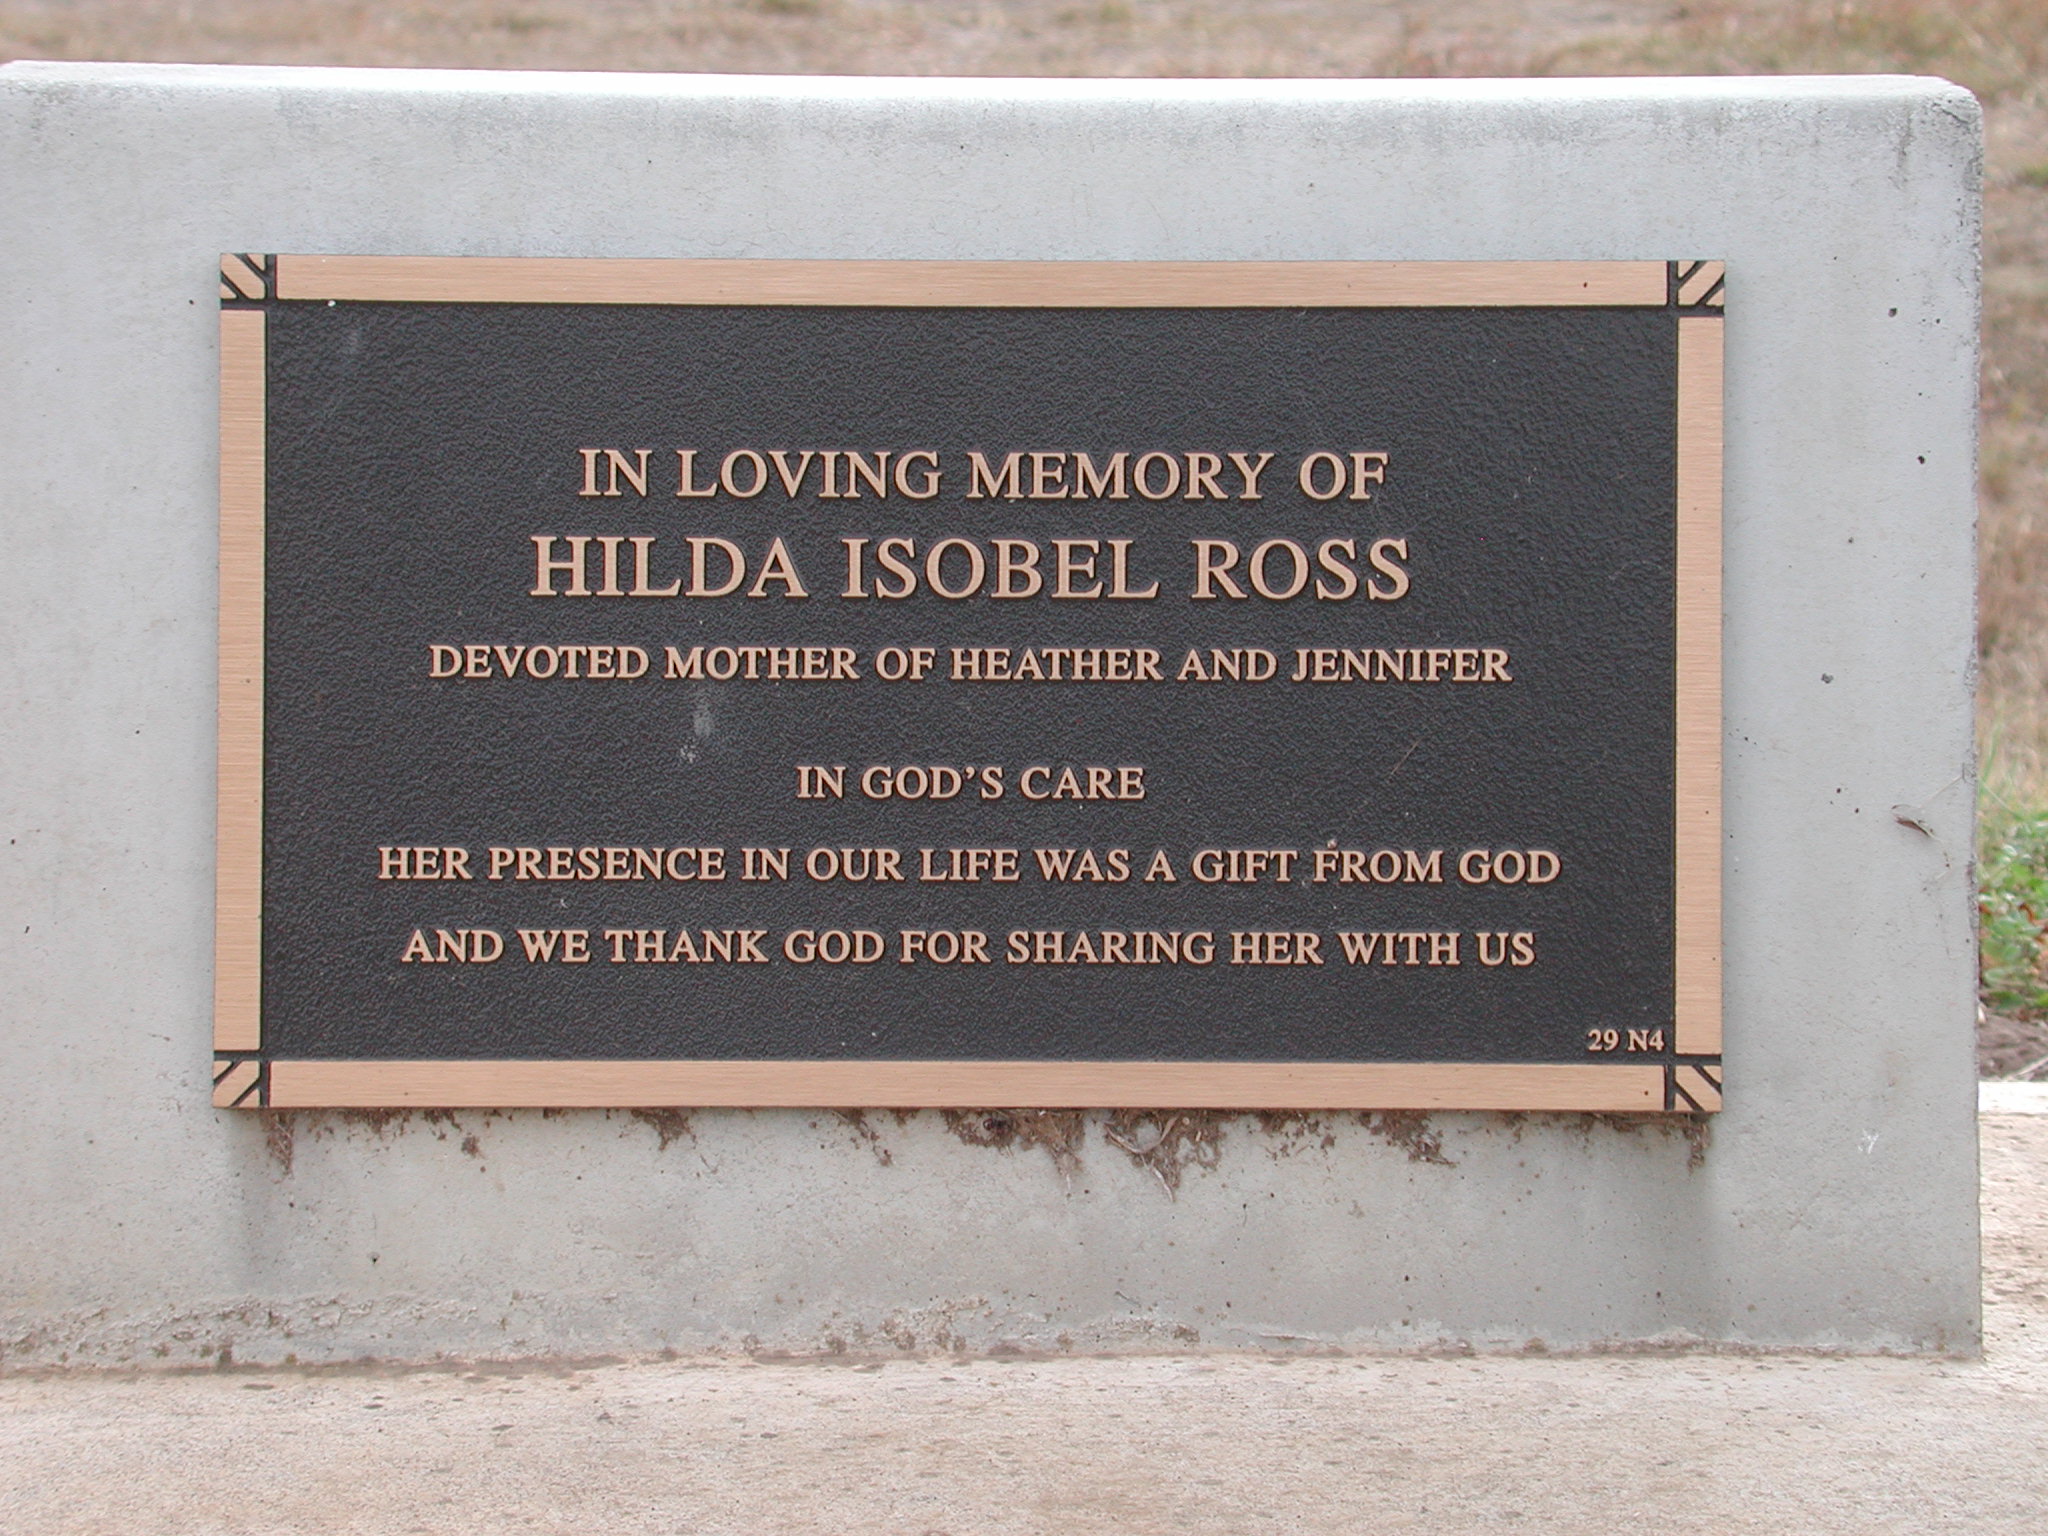 IN LOVING MEMORY OF
HILDA ISOBEL ROSS
DEVOTED MOTHER OF HEATHER AND JENNIFER
IN GOD'S CARE
HER PRESENCE IN OUR LIFE WAS A GIFT FROM GOD
AND WE THANK GOD FOR SHARING HER WITH US
29 N4